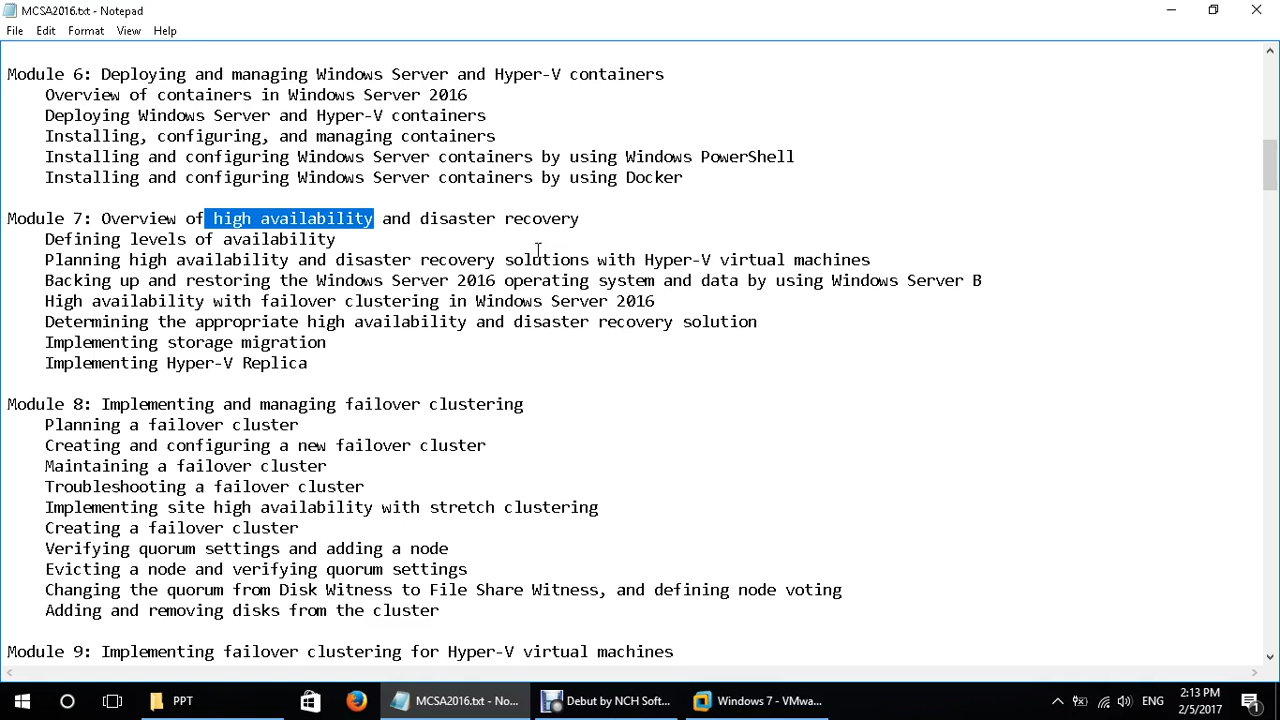 MCSA2016.txt - Notepad
File Edit Format View Help
Module 6: Deploying and managing Windows Server and Hyper-V containers
Overview of containers in Windows Server 2016
Deploying Windows Server and Hyper-V containers
Installing, configuring, and managing containers
Installing and configuring Windows Server containers by using Windows PowerShell
Installing and configuring Windows Server containers by using Docker
Module 7: Overview of high availability and disaster recovery
Defining levels of availability
Planning high availability and disaster recovery solutions with Hyper-V virtual machines
Backing up and restoring the Windows Server 2016 operating system and data by using Windows Server B
High availability with failover clustering in Windows Server 2016
Determining the appropriate high availability and disaster recovery solution
Implementing storage migration
Implementing Hyper-V Replica
Module 8: Implementing and managing failover clustering
Planning a failover cluster
Creating and configuring a new failover cluster
Maintaining a failover cluster
Troubleshooting a failover cluster
Implementing site high availability with stretch clustering
Creating a failover cluster
Verifying quorum settings and adding a node
Evicting a node and verifying quorum settings
Changing the quorum from Disk Witness to File Share Witness, and defining node voting
Adding and removing disks from the cluster
Module 9: Implementing failover clustering for Hyper-V virtual machines
PPT MCSA2016.txt - No... Debut by NCH Soft... Windows 7 - VMwa... ENG 2:13 PM
2/5/2017 1